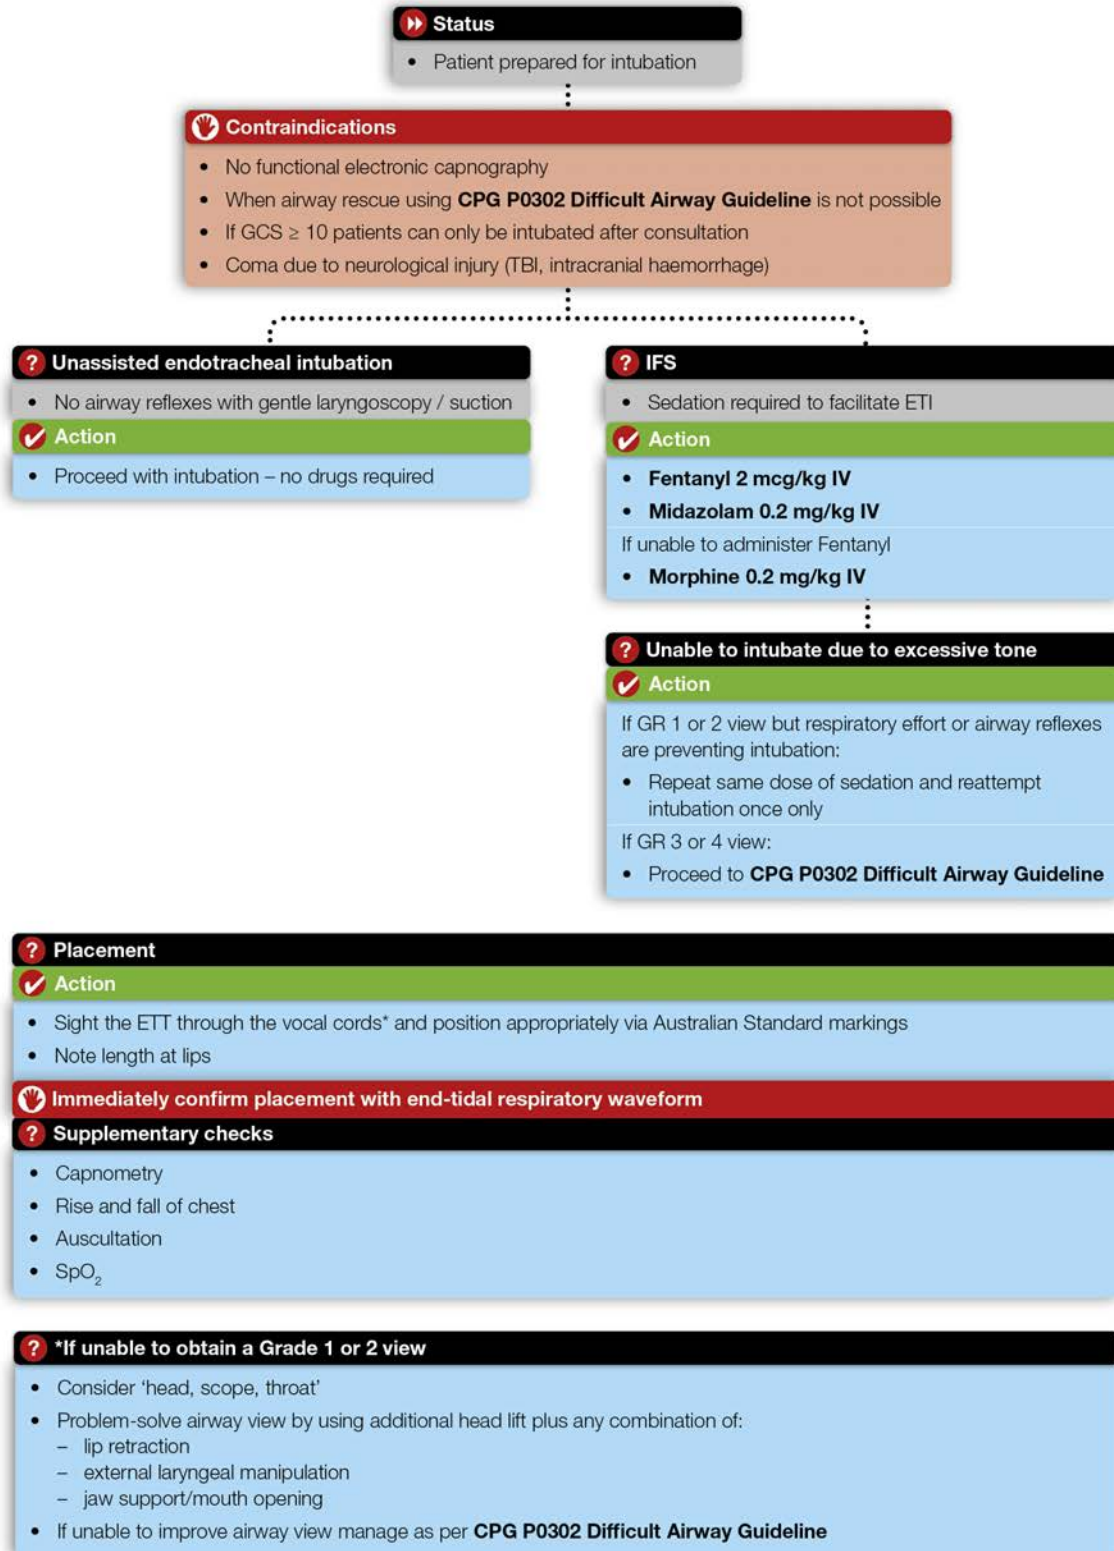 Status
• Patient prepared for intubation
Contraindications
• No functional electronic capnography
• When airway rescue using CPG P0302 Difficult Airway Guideline is not possible
• If GCS ≥ 10 patients can only be intubated after consultation
• Coma due to neurological injury (TBI, intracranial haemorrhage)
? Unassisted endotracheal intubation
• No airway reflexes with gentle laryngoscopy / suction
Action
• Proceed with intubation – no drugs required
? IFS
• Sedation required to facilitate ETI
Action
• Fentanyl 2 mcg/kg IV
• Midazolam 0.2 mg/kg IV
If unable to administer Fentanyl
• Morphine 0.2 mg/kg IV
? Unable to intubate due to excessive tone
Action
If GR 1 or 2 view but respiratory effort or airway reflexes
are preventing intubation:
• Repeat same dose of sedation and reattempt
intubation once only
If GR 3 or 4 view:
• Proceed to CPG P0302 Difficult Airway Guideline
? Placement
Action
• Sight the ETT through the vocal cords* and position appropriately via Australian Standard markings
• Note length at lips
Immediately confirm placement with end-tidal respiratory waveform
? Supplementary checks
• Capnometry
• Rise and fall of chest
• Auscultation
• SpO₂
? *If unable to obtain a Grade 1 or 2 view
• Consider ‘head, scope, throat’
• Problem-solve airway view by using additional head lift plus any combination of:
– lip retraction
– external laryngeal manipulation
– jaw support/mouth opening
• If unable to improve airway view manage as per CPG P0302 Difficult Airway Guideline